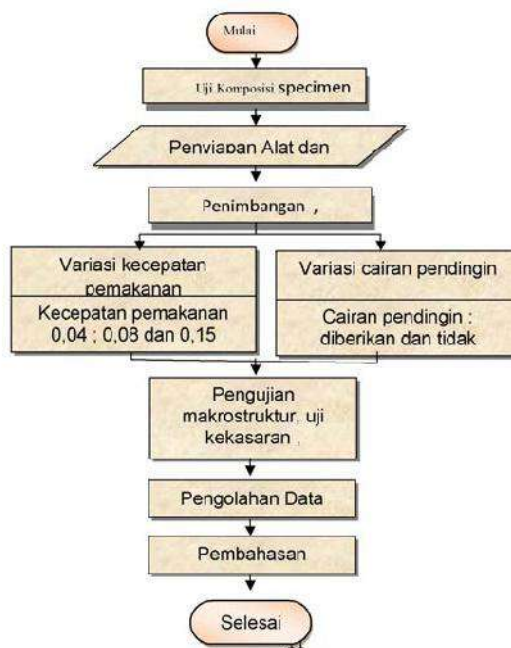 Mulai
Uji Komposisi specimen
Penyiapan Alat dan
Penimbangan ,
Variasi kecepatan
pemakanan
Kecepatan pemakanan
0,04 ; 0,08 dan 0,15
Variasi cairan pendingin
Cairan pendingin :
diberikan dan tidak
Pengujian
makrostruktur, uji
kekasaran ,
Pengolahan Data
Pembahasan
Selesai